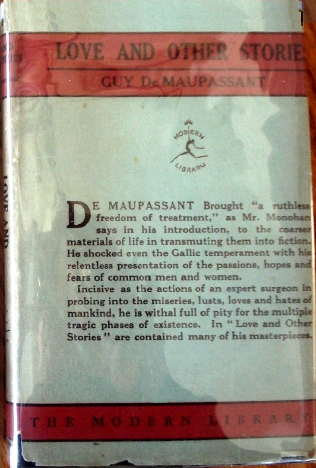 LOVE AND OTHER STORIE
GUY De MAUPASSANT
MODERN
LIBRARY
DE MAUPASSANT Brought "a ruthless
freedom of treatment," as Mr. Monohan
says in his introduction, to the coarser
materials of life in transmuting them into fiction.
He shocked even the Gallic temperament with his
relentless presentation of the passions, hopes and
fears of common men and women.
Incisive as the actions of an expert surgeon in
probing into the miseries, lusts, loves and hates of
mankind, he is withal full of pity for the multiple
tragic phases of existence. In "Love and Other
Stories" are contained many of his masterpieces.
THE MODERN LIBRARY
LOVE AND